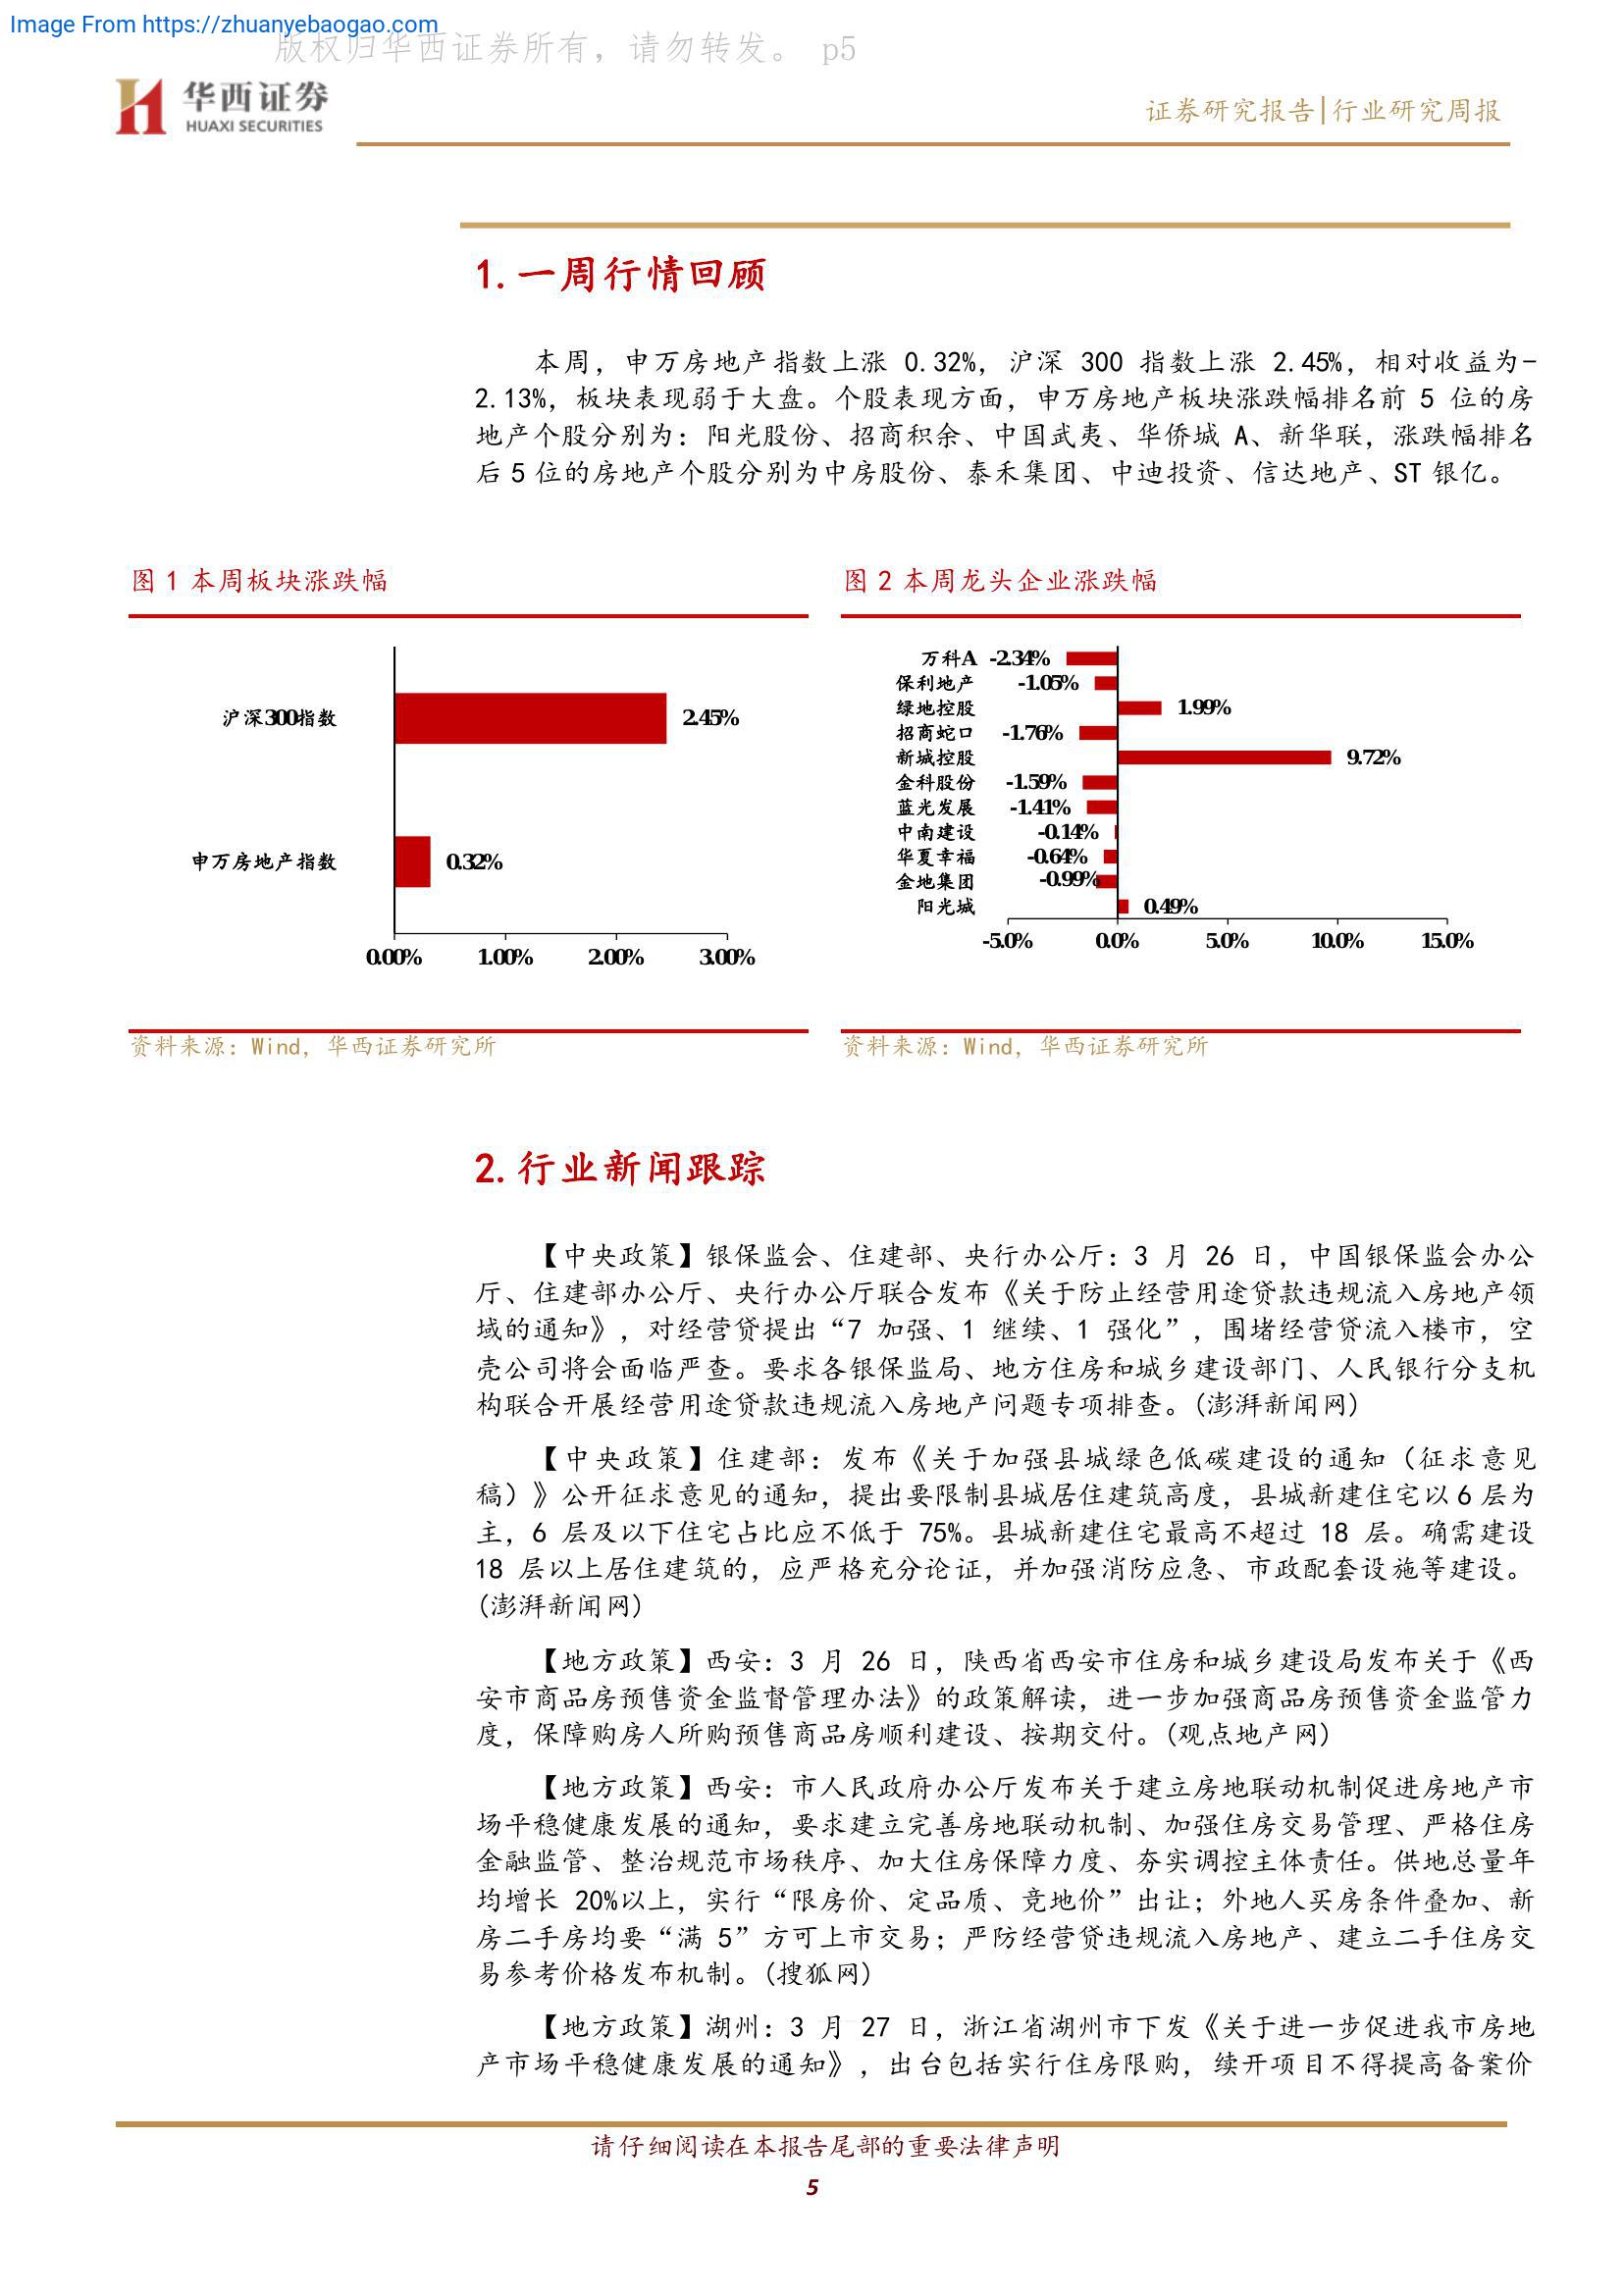 Image From https://zhuanyebaogao.com
版权归华西证券所有，请勿转发。 p5
华西证券
HUAXI SECURITIES
证券研究报告|行业研究周报
1.一周行情回顾
本周，申万房地产指数上涨 0.32%，沪深 300 指数上涨 2.45%，相对收益为-
2.13%，板块表现弱于大盘。个股表现方面，申万房地产板块涨跌幅排名前 5 位的房
地产个股分别为：阳光股份、招商积余、中国武夷、华侨城 A、新华联，涨跌幅排名
后 5 位的房地产个股分别为中房股份、泰禾集团、中迪投资、信达地产、ST 银亿。
图 1 本周板块涨跌幅
沪深300指数 2.45%
申万房地产指数 0.32%
0.00% 1.00% 2.00% 3.00%
资料来源：Wind，华西证券研究所
图 2 本周龙头企业涨跌幅
万科A -2.34%
保利地产 -1.05%
绿地控股 1.99%
招商蛇口 -1.76%
新城控股 9.72%
金科股份 -1.59%
蓝光发展 -1.41%
中南建设 -0.14%
华夏幸福 -0.64%
金地集团 -0.99%
阳光城 0.49%
-5.0% 0.0% 5.0% 10.0% 15.0%
资料来源：Wind，华西证券研究所
2.行业新闻跟踪
【中央政策】银保监会、住建部、央行办公厅：3 月 26 日，中国银保监会办公
厅、住建部办公厅、央行办公厅联合发布《关于防止经营用途贷款违规流入房地产领
域的通知》，对经营贷提出“7 加强、1 继续、1 强化”，围堵经营贷流入楼市，空
壳公司将会面临严查。要求各银保监局、地方住房和城乡建设部门、人民银行分支机
构联合开展经营用途贷款违规流入房地产问题专项排查。(澎湃新闻网)
【中央政策】住建部：发布《关于加强县城绿色低碳建设的通知（征求意见
稿）》公开征求意见的通知，提出要限制县城居住建筑高度，县城新建住宅以 6 层为
主，6 层及以下住宅占比应不低于 75%。县城新建住宅最高不超过 18 层。确需建设
18 层以上居住建筑的，应严格充分论证，并加强消防应急、市政配套设施等建设。
(澎湃新闻网)
【地方政策】西安：3 月 26 日，陕西省西安市住房和城乡建设局发布关于《西
安市商品房预售资金监督管理办法》的政策解读，进一步加强商品房预售资金监管力
度，保障购房人所购预售商品房顺利建设、按期交付。(观点地产网)
【地方政策】西安：市人民政府办公厅发布关于建立房地联动机制促进房地产市
场平稳健康发展的通知，要求建立完善房地联动机制、加强住房交易管理、严格住房
金融监管、整治规范市场秩序、加大住房保障力度、夯实调控主体责任。供地总量年
均增长 20%以上，实行“限房价、定品质、竞地价”出让；外地人买房条件叠加、新
房二手房均要“满 5”方可上市交易；严防经营贷违规流入房地产、建立二手住房交
易参考价格发布机制。(搜狐网)
【地方政策】湖州：3 月 27 日，浙江省湖州市下发《关于进一步促进我市房地
产市场平稳健康发展的通知》，出台包括实行住房限购，续开项目不得提高备案价
请仔细阅读在本报告尾部的重要法律声明
5